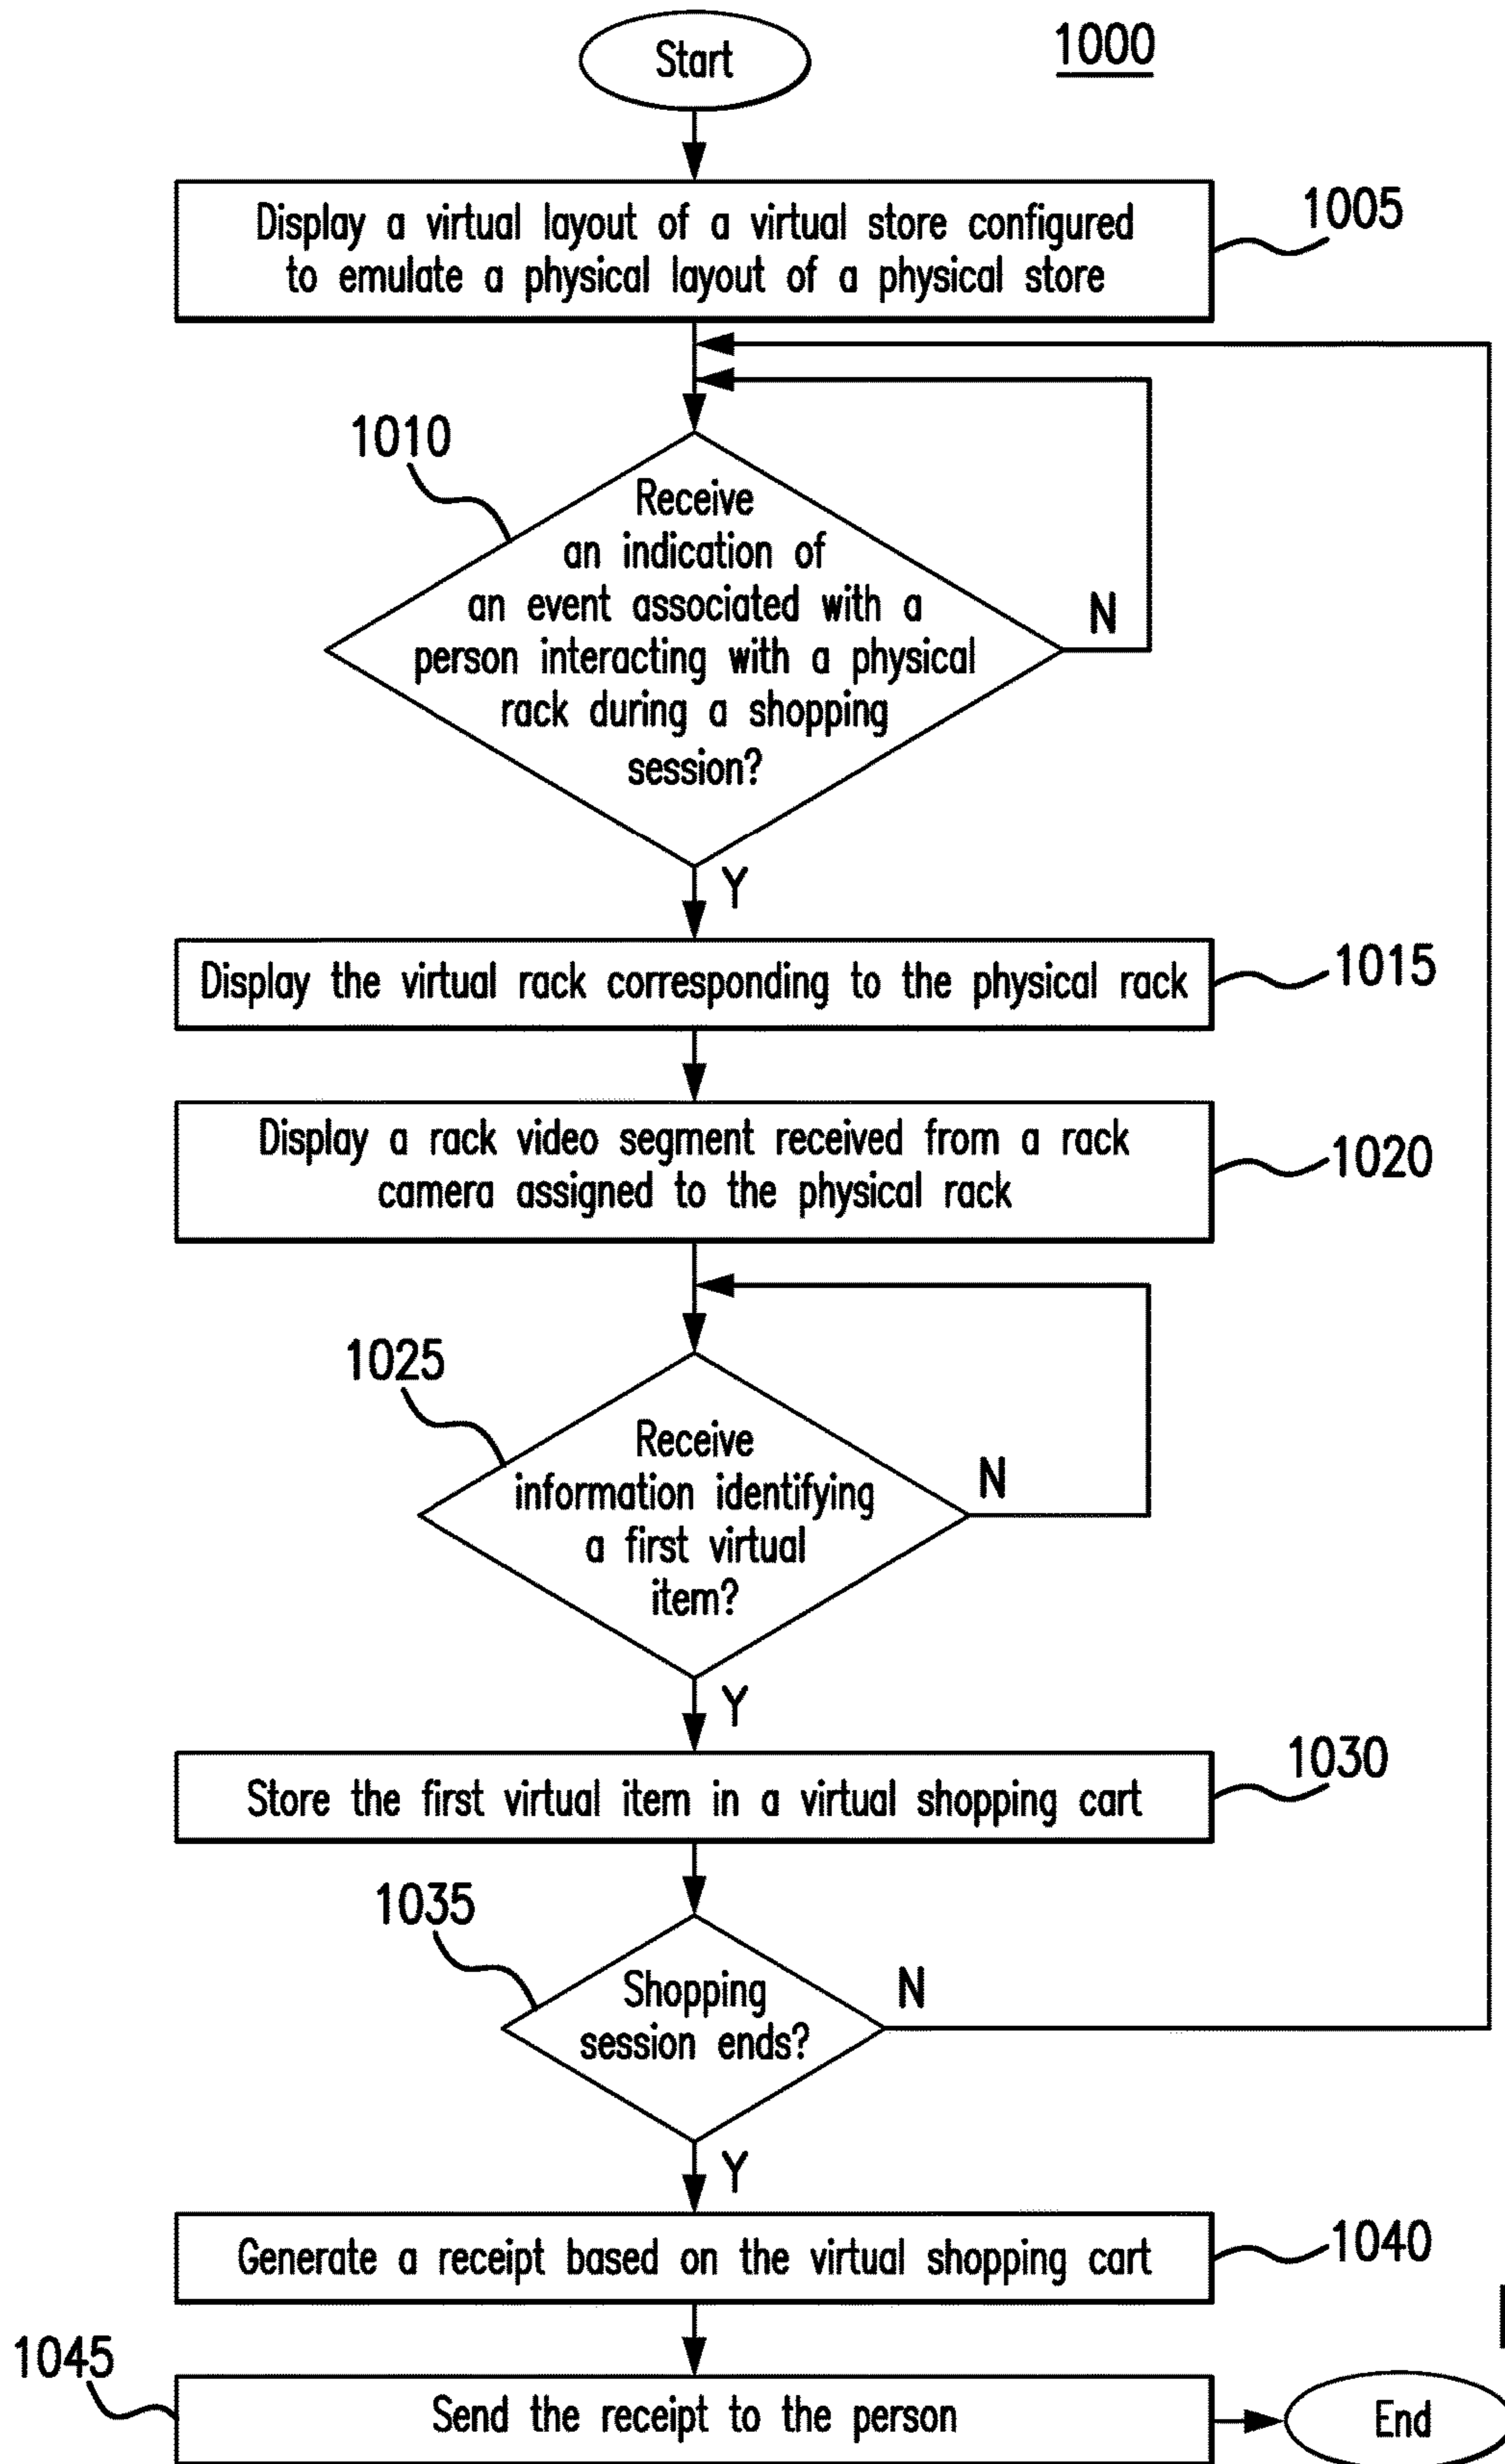 Start
1000
Display a virtual layout of a virtual store configured
to emulate a physical layout of a physical store
1005
1010
Receive
an indication of
an event associated with a
person interacting with a physical
rack during a shopping
session?
N
Y
Display the virtual rack corresponding to the physical rack
1015
Display a rack video segment received from a rack
camera assigned to the physical rack
1020
1025
Receive
information identifying
a first virtual
item?
N
Y
Store the first virtual item in a virtual shopping cart
1030
1035
Shopping
session ends?
N
Y
Generate a receipt based on the virtual shopping cart
1040
1045
Send the receipt to the person
End